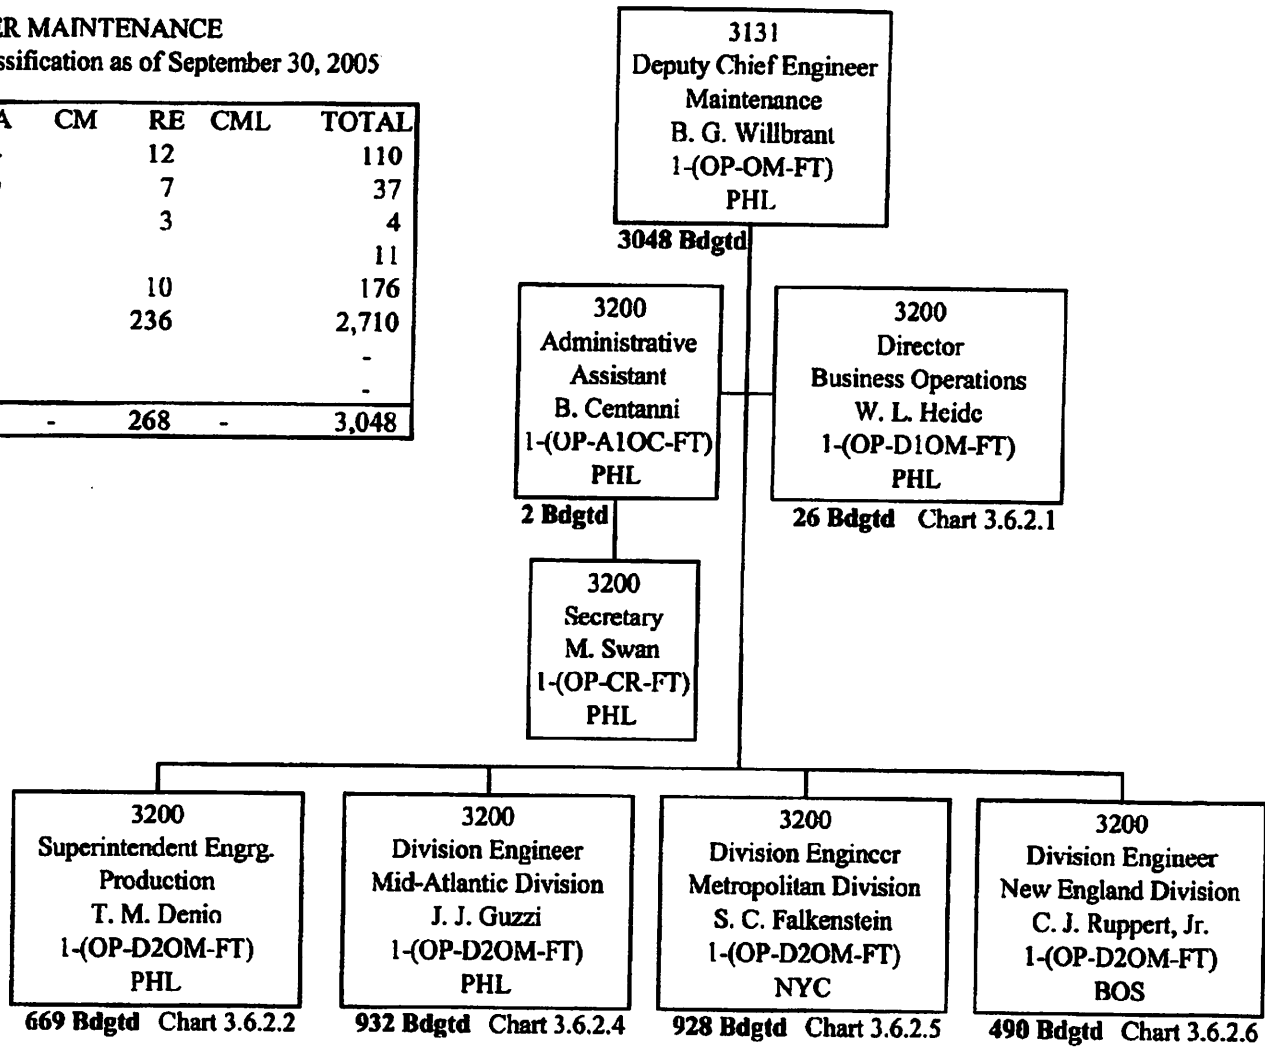 ER MAINTENANCE
ssification as of September 30, 2005
A CM RE CML TOTAL
12 110
7 37
3 4
11
10 176
236 2,710
-
-
- 268 - 3,048
3131
Deputy Chief Engineer
Maintenance
B. G. Willbrant
1-(OP-OM-FT)
PHL
3048 Bdgtd
3200
Administrative
Assistant
B. Centanni
1-(OP-A1OC-FT)
PHL
2 Bdgtd
3200
Director
Business Operations
W. L. Heide
1-(OP-D1OM-FT)
PHL
26 Bdgtd Chart 3.6.2.1
3200
Secretary
M. Swan
1-(OP-CR-FT)
PHL
3200
Superintendent Engrg.
Production
T. M. Denio
1-(OP-D2OM-FT)
PHL
669 Bdgtd Chart 3.6.2.2
3200
Division Engineer
Mid-Atlantic Division
J. J. Guzzi
1-(OP-D2OM-FT)
PHL
932 Bdgtd Chart 3.6.2.4
3200
Division Engineer
Metropolitan Division
S. C. Falkenstein
1-(OP-D2OM-FT)
NYC
928 Bdgtd Chart 3.6.2.5
3200
Division Engineer
New England Division
C. J. Ruppert, Jr.
1-(OP-D2OM-FT)
BOS
490 Bdgtd Chart 3.6.2.6